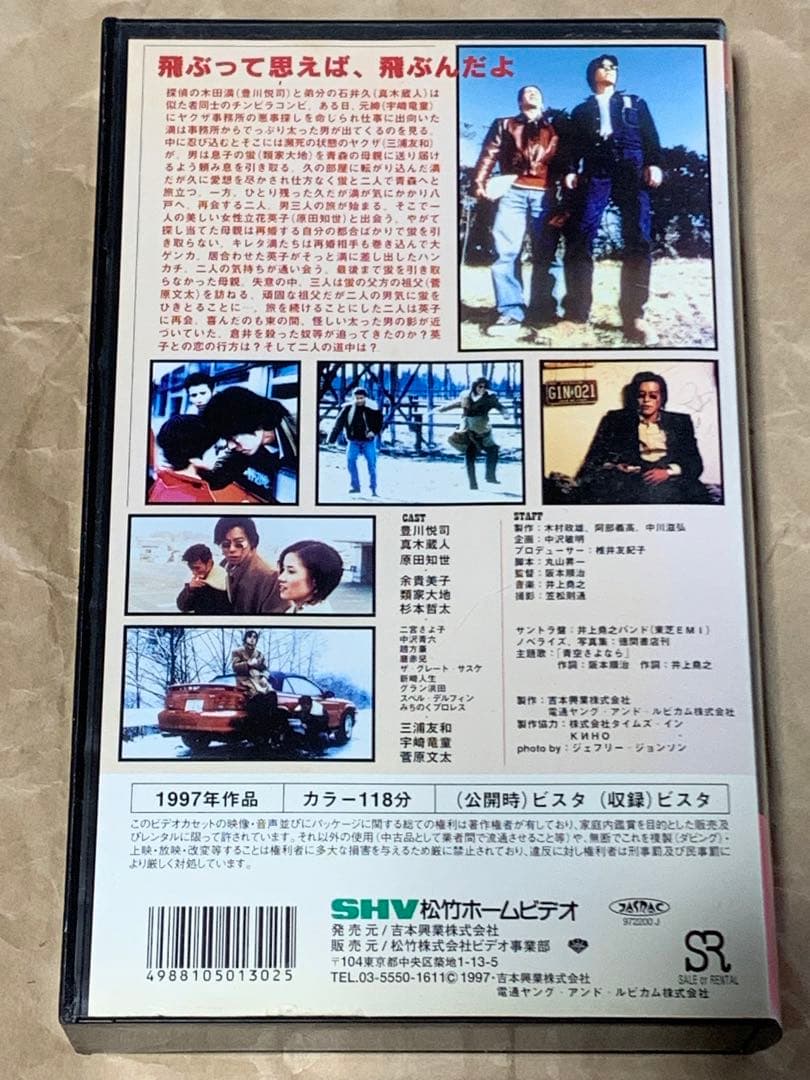 飛ぶって思えば、飛ぶんだよ
探偵の木田満(豊川悦司)と弟分の石井久(真木蔵人)は
似た者同士のチンピラコンビ。ある日、元締(宇崎竜童)
にヤクザ事務所の悪事探しを命じられ仕事に出向いた
満は事務所からでっぷり太った男が出てくるのを見る。
中に忍び込むとそこには瀕死の状態のヤクザ(三浦友和)
が。男は息子の蛍(類家大地)を青森の母親に送り届け
るよう頼み息を引き取る。久の部屋に転がり込んだ満
だが久に愛想を尽かされ仕方なく蛍と二人で青森へと
旅立つ。一方、ひとり残った久だが満が気にかかり八
戸へ。再会する二人。男三人の旅が始まる。そこで一
人の美しい女性立花英子(原田知世)と出会う。やがて
探し当てた母親は再婚する自分の都合ばかりで蛍を引
き取らない。キレタ満たちは再婚相手も巻き込んで大
ゲンカ。居合わせた英子がそっと満に差し出したハン
カチ。二人の気持ちが通い会う。最後まで蛍を引き取
らなかった母親。失意の中、三人は蛍の父方の祖父(菅
原文太)を訪ねる。頑固な祖父だが二人の男気に蛍を
ひきとることに…。旅を続けることにした二人は英子
に再会。喜んだのも束の間、怪しい太った男の影が近
づいていた。倉井を殺った奴等が追ってきたのか?英
子との恋の行方は?そして二人の道中は?
GIN・021
CAST
豊川悦司
真木蔵人
原田知世
余貴美子
類家大地
杉本哲太
二宮さよ子
中沢青六
趙方豪
磨赤兒
ザ・グレート・サスケ
新崎人生
グラン浜田
スペル・デルフィン
みちのくプロレス
三浦友和
宇崎竜童
菅原文太
STAFF
製作:木村政雄、阿部義高、中川滋弘
企画:中沢敏明
プロデューサー:椎井友紀子
脚本:丸山昇一
監督:阪本順治
音楽:井上堯之
撮影:笠松則通
サントラ盤:井上堯之バンド(東芝EMI)
ノベライズ、写真集:徳間書店刊
主題歌:「青空さよなら」
作詞:阪本順治 作詞:井上堯之
製作:吉本興業株式会社
電通ヤング・アンド・ルビカム株式会社
製作協力:株式会社タイムズ・イン
КИНО
photo by:ジェフリー・ジョンソン
1997年作品
カラー118分
(公開時)ビスタ (収録)ビスタ
このビデオカセットの映像・音声並びにパッケージに関する総ての権利は著作権者が有しており、家庭内鑑賞を目的とした販売及
びレンタルに限って許されています。それ以外の使用(中古品として業者間で流通させること等)や、無断でこれを複製(ダビング)・
上映・放映・改変等することは権利者に多大な損害を与えるため厳に禁止されており、違反に対し権利者は刑事罰及び民事罰に
より厳しく対処しています。
4988105013025
SHV 松竹ホームビデオ
発売元/吉本興業株式会社
販売元/松竹株式会社ビデオ事業部
〒104東京都中央区築地1-13-5
TEL.03-5550-1611©1997・吉本興業株式会社
電通ヤング・アンド・ルビカム株式会社
JASRAC
972200J
SR
SALE or RENTAL